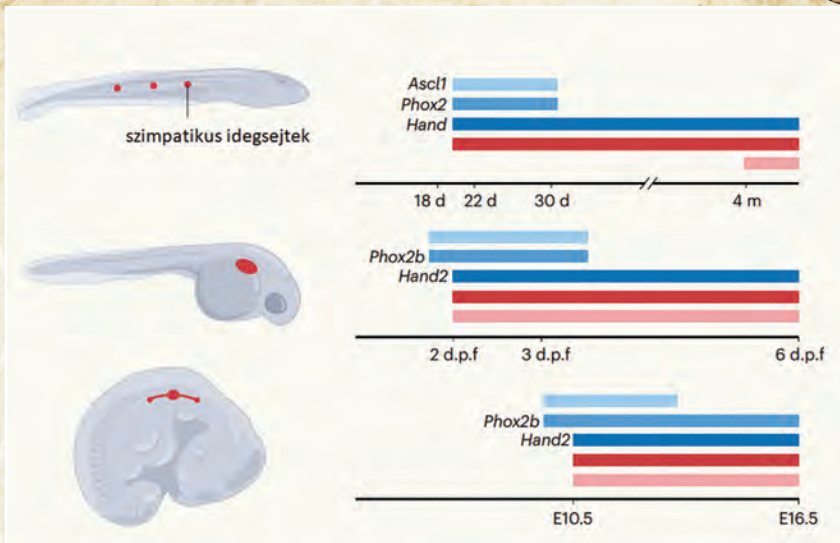 szimpatikus idegsejtek
Ascl1
Phox2
Hand
18 d 22 d 30 d 4 m
Phox2b
Hand2
2 d.p.f 3 d.p.f 6 d.p.f
Phox2b
Hand2
E10.5 E16.5